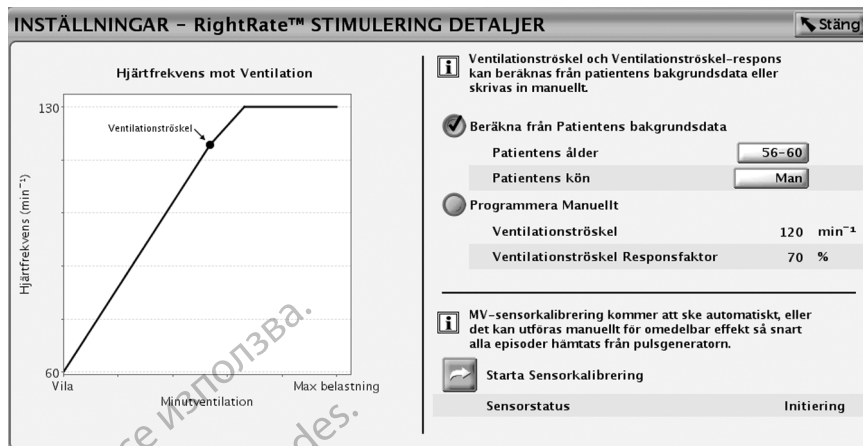 INSTÄLLNINGAR - RightRate™ STIMULERING DETALJER
Stäng
Hjärtfrekvens mot Ventilation
130
Ventilationströskel
Hjärtfrekvens (min⁻¹)
60
Vila
Max belastning
Minutventilation
Ventilationströskel och Ventilationströskel-respons
kan beräknas från patientens bakgrundsdata eller
skrivas in manuellt.
Beräkna från Patientens bakgrundsdata
Patientens ålder 56-60
Patientens kön Man
Programmera Manuellt
Ventilationströskel 120 min⁻¹
Ventilationströskel Responsfaktor 70 %
MV-sensorkalibrering kommer att ske automatiskt, eller
det kan utföras manuellt för omedelbar effekt så snart
alla episoder hämtats från pulsgeneratorn.
Starta Sensorkalibrering
Sensorstatus Initiering
се използва.
des.